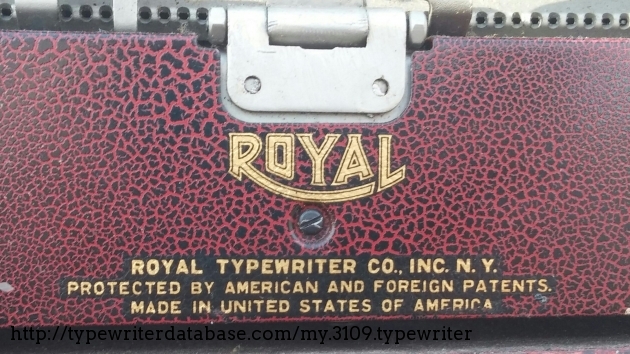 ROYAL
ROYAL TYPEWRITER CO., INC. N.Y.
PROTECTED BY AMERICAN AND FOREIGN PATENTS.
MADE IN UNITED STATES OF AMERICA
http://typewriterdatabase.com/my.3109.typewriter